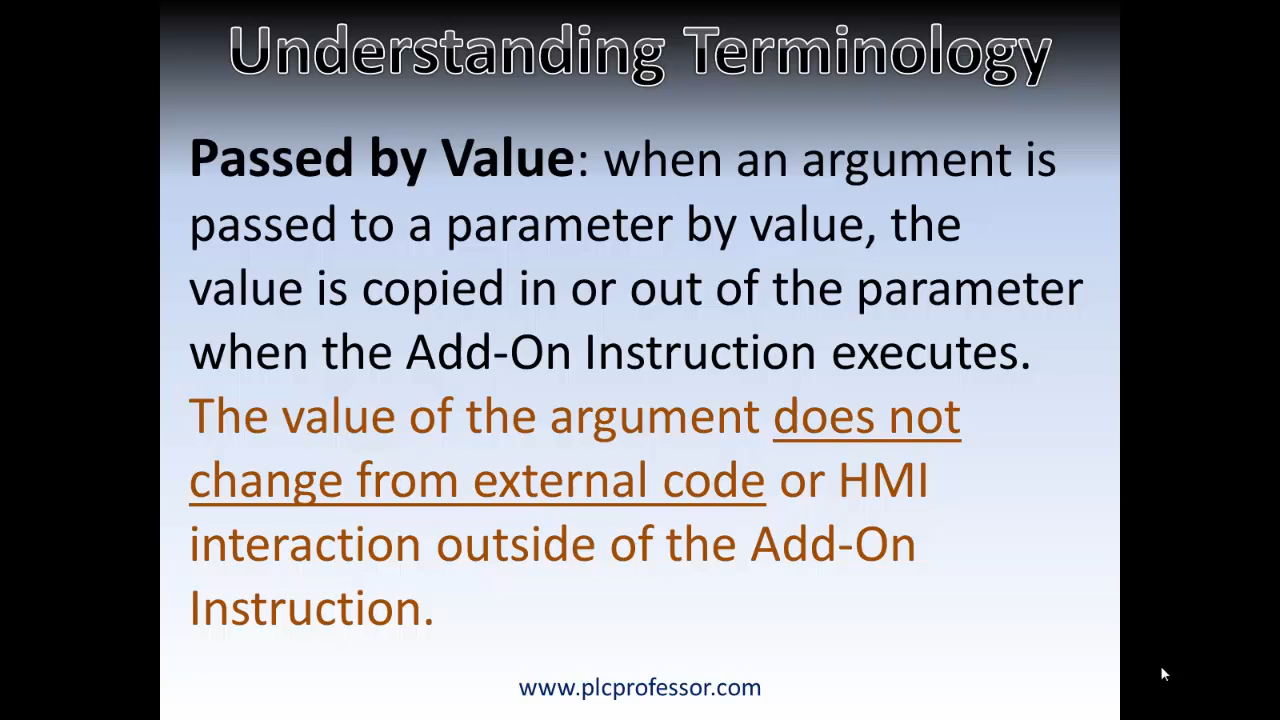 Understanding Terminology
Passed by Value: when an argument is
passed to a parameter by value, the
value is copied in or out of the parameter
when the Add-On Instruction executes.
The value of the argument does not
change from external code or HMI
interaction outside of the Add-On
Instruction.
www.plcprofessor.com